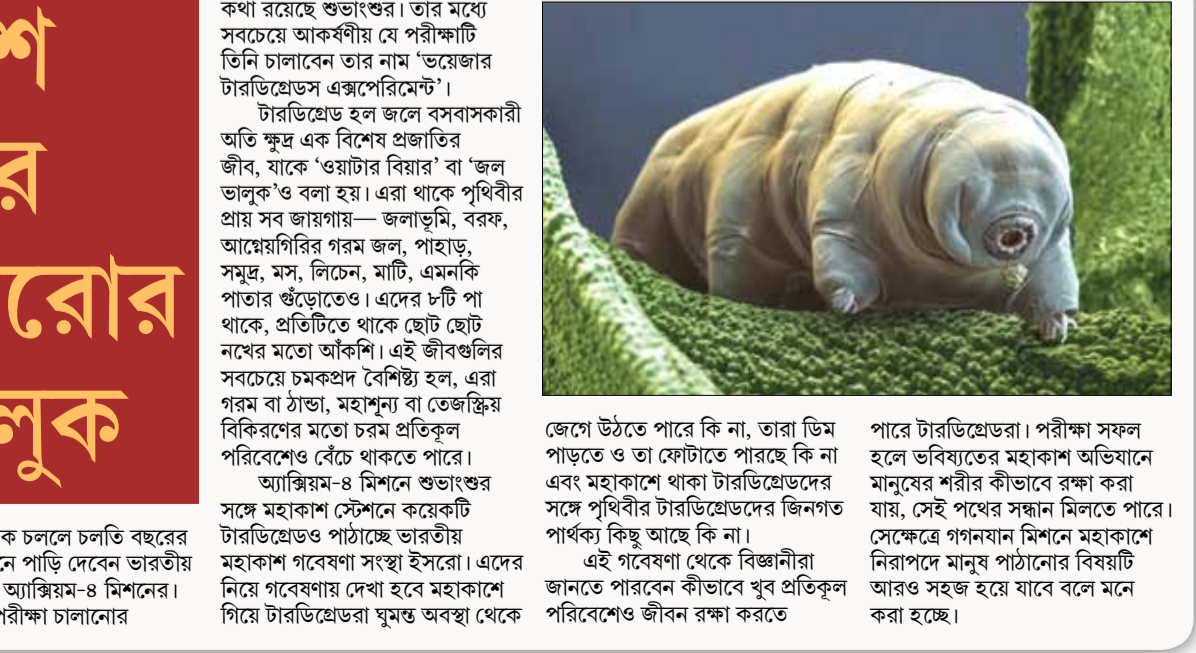 শ
র
রোর
লুক
ক চললে চলতি বছরের
নে পাড়ি দেবেন ভারতীয়
অ্যাক্সিয়ম-৪ মিশনের।
পরীক্ষা চালানোর
কথা রয়েছে শুভাংশুর। তার মধ্যে
সবচেয়ে আকর্ষণীয় যে পরীক্ষাটি
তিনি চালাবেন তার নাম ‘ভয়েজার
টারডিগ্রেডস এক্সপেরিমেন্ট’।
টারডিগ্রেড হল জলে বসবাসকারী
অতি ক্ষুদ্র এক বিশেষ প্রজাতির
জীব, যাকে ‘ওয়াটার বিয়ার’ বা ‘জল
ভালুক’ও বলা হয়। এরা থাকে পৃথিবীর
প্রায় সব জায়গায়— জলাভূমি, বরফ,
আগ্নেয়গিরির গরম জল, পাহাড়,
সমুদ্র, মস, লিচেন, মাটি, এমনকি
পাতার গুঁড়োতেও। এদের ৮টি পা
থাকে, প্রতিটিতে থাকে ছোট ছোট
নখের মতো আঁকশি। এই জীবগুলির
সবচেয়ে চমকপ্রদ বৈশিষ্ট্য হল, এরা
গরম বা ঠান্ডা, মহাশূন্য বা তেজস্ক্রিয়
বিকিরণের মতো চরম প্রতিকূল
পরিবেশেও বেঁচে থাকতে পারে।
অ্যাক্সিয়ম-৪ মিশনে শুভাংশুর
সঙ্গে মহাকাশ স্টেশনে কয়েকটি
টারডিগ্রেডও পাঠাচ্ছে ভারতীয়
মহাকাশ গবেষণা সংস্থা ইসরো। এদের
নিয়ে গবেষণায় দেখা হবে মহাকাশে
গিয়ে টারডিগ্রেডরা ঘুমন্ত অবস্থা থেকে
জেগে উঠতে পারে কি না, তারা ডিম
পাড়তে ও তা ফোটাতে পারছে কি না
এবং মহাকাশে থাকা টারডিগ্রেডদের
সঙ্গে পৃথিবীর টারডিগ্রেডদের জিনগত
পার্থক্য কিছু আছে কি না।
এই গবেষণা থেকে বিজ্ঞানীরা
জানতে পারবেন কীভাবে খুব প্রতিকূল
পরিবেশেও জীবন রক্ষা করতে
পারে টারডিগ্রেডরা। পরীক্ষা সফল
হলে ভবিষ্যতের মহাকাশ অভিযানে
মানুষের শরীর কীভাবে রক্ষা করা
যায়, সেই পথের সন্ধান মিলতে পারে।
সেক্ষেত্রে গগনযান মিশনে মহাকাশে
নিরাপদে মানুষ পাঠানোর বিষয়টি
আরও সহজ হয়ে যাবে বলে মনে
করা হচ্ছে।